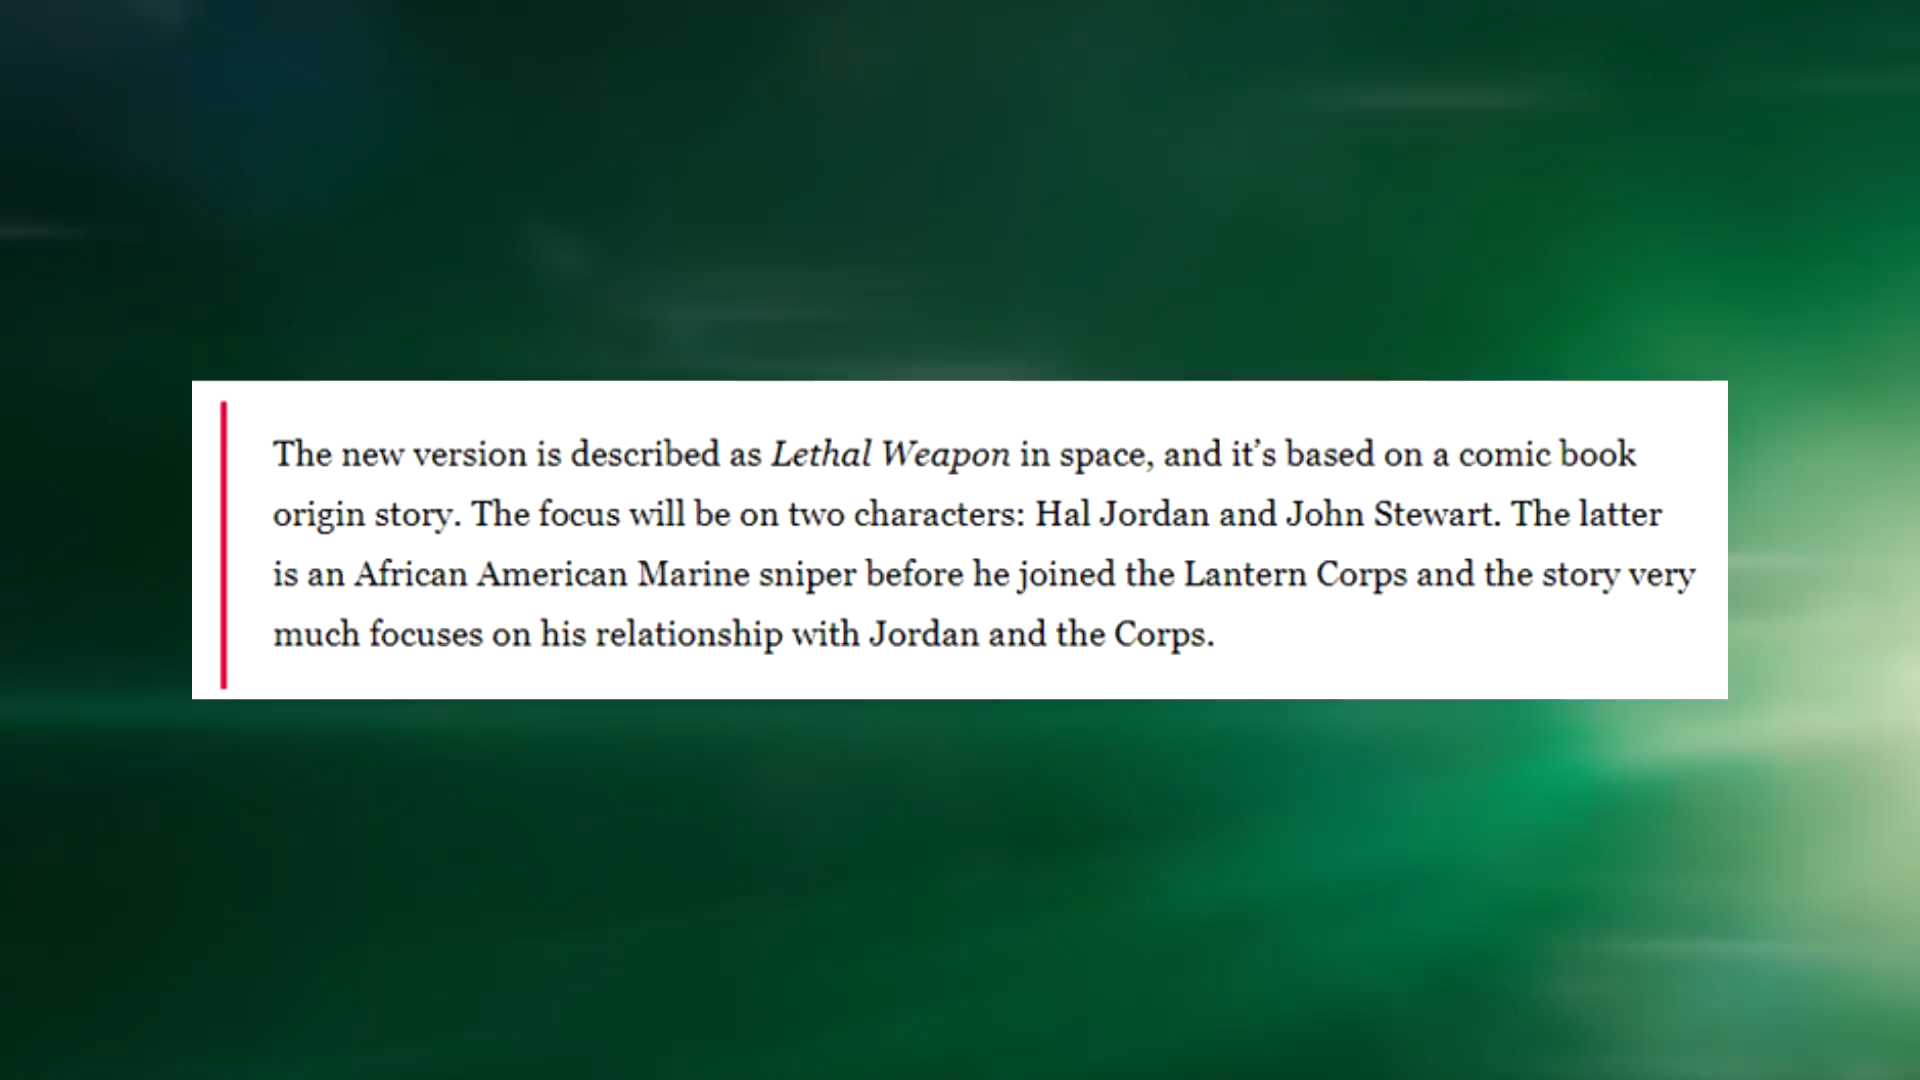 The new version is described as Lethal Weapon in space, and it’s based on a comic book
origin story. The focus will be on two characters: Hal Jordan and John Stewart. The latter
is an African American Marine sniper before he joined the Lantern Corps and the story very
much focuses on his relationship with Jordan and the Corps.